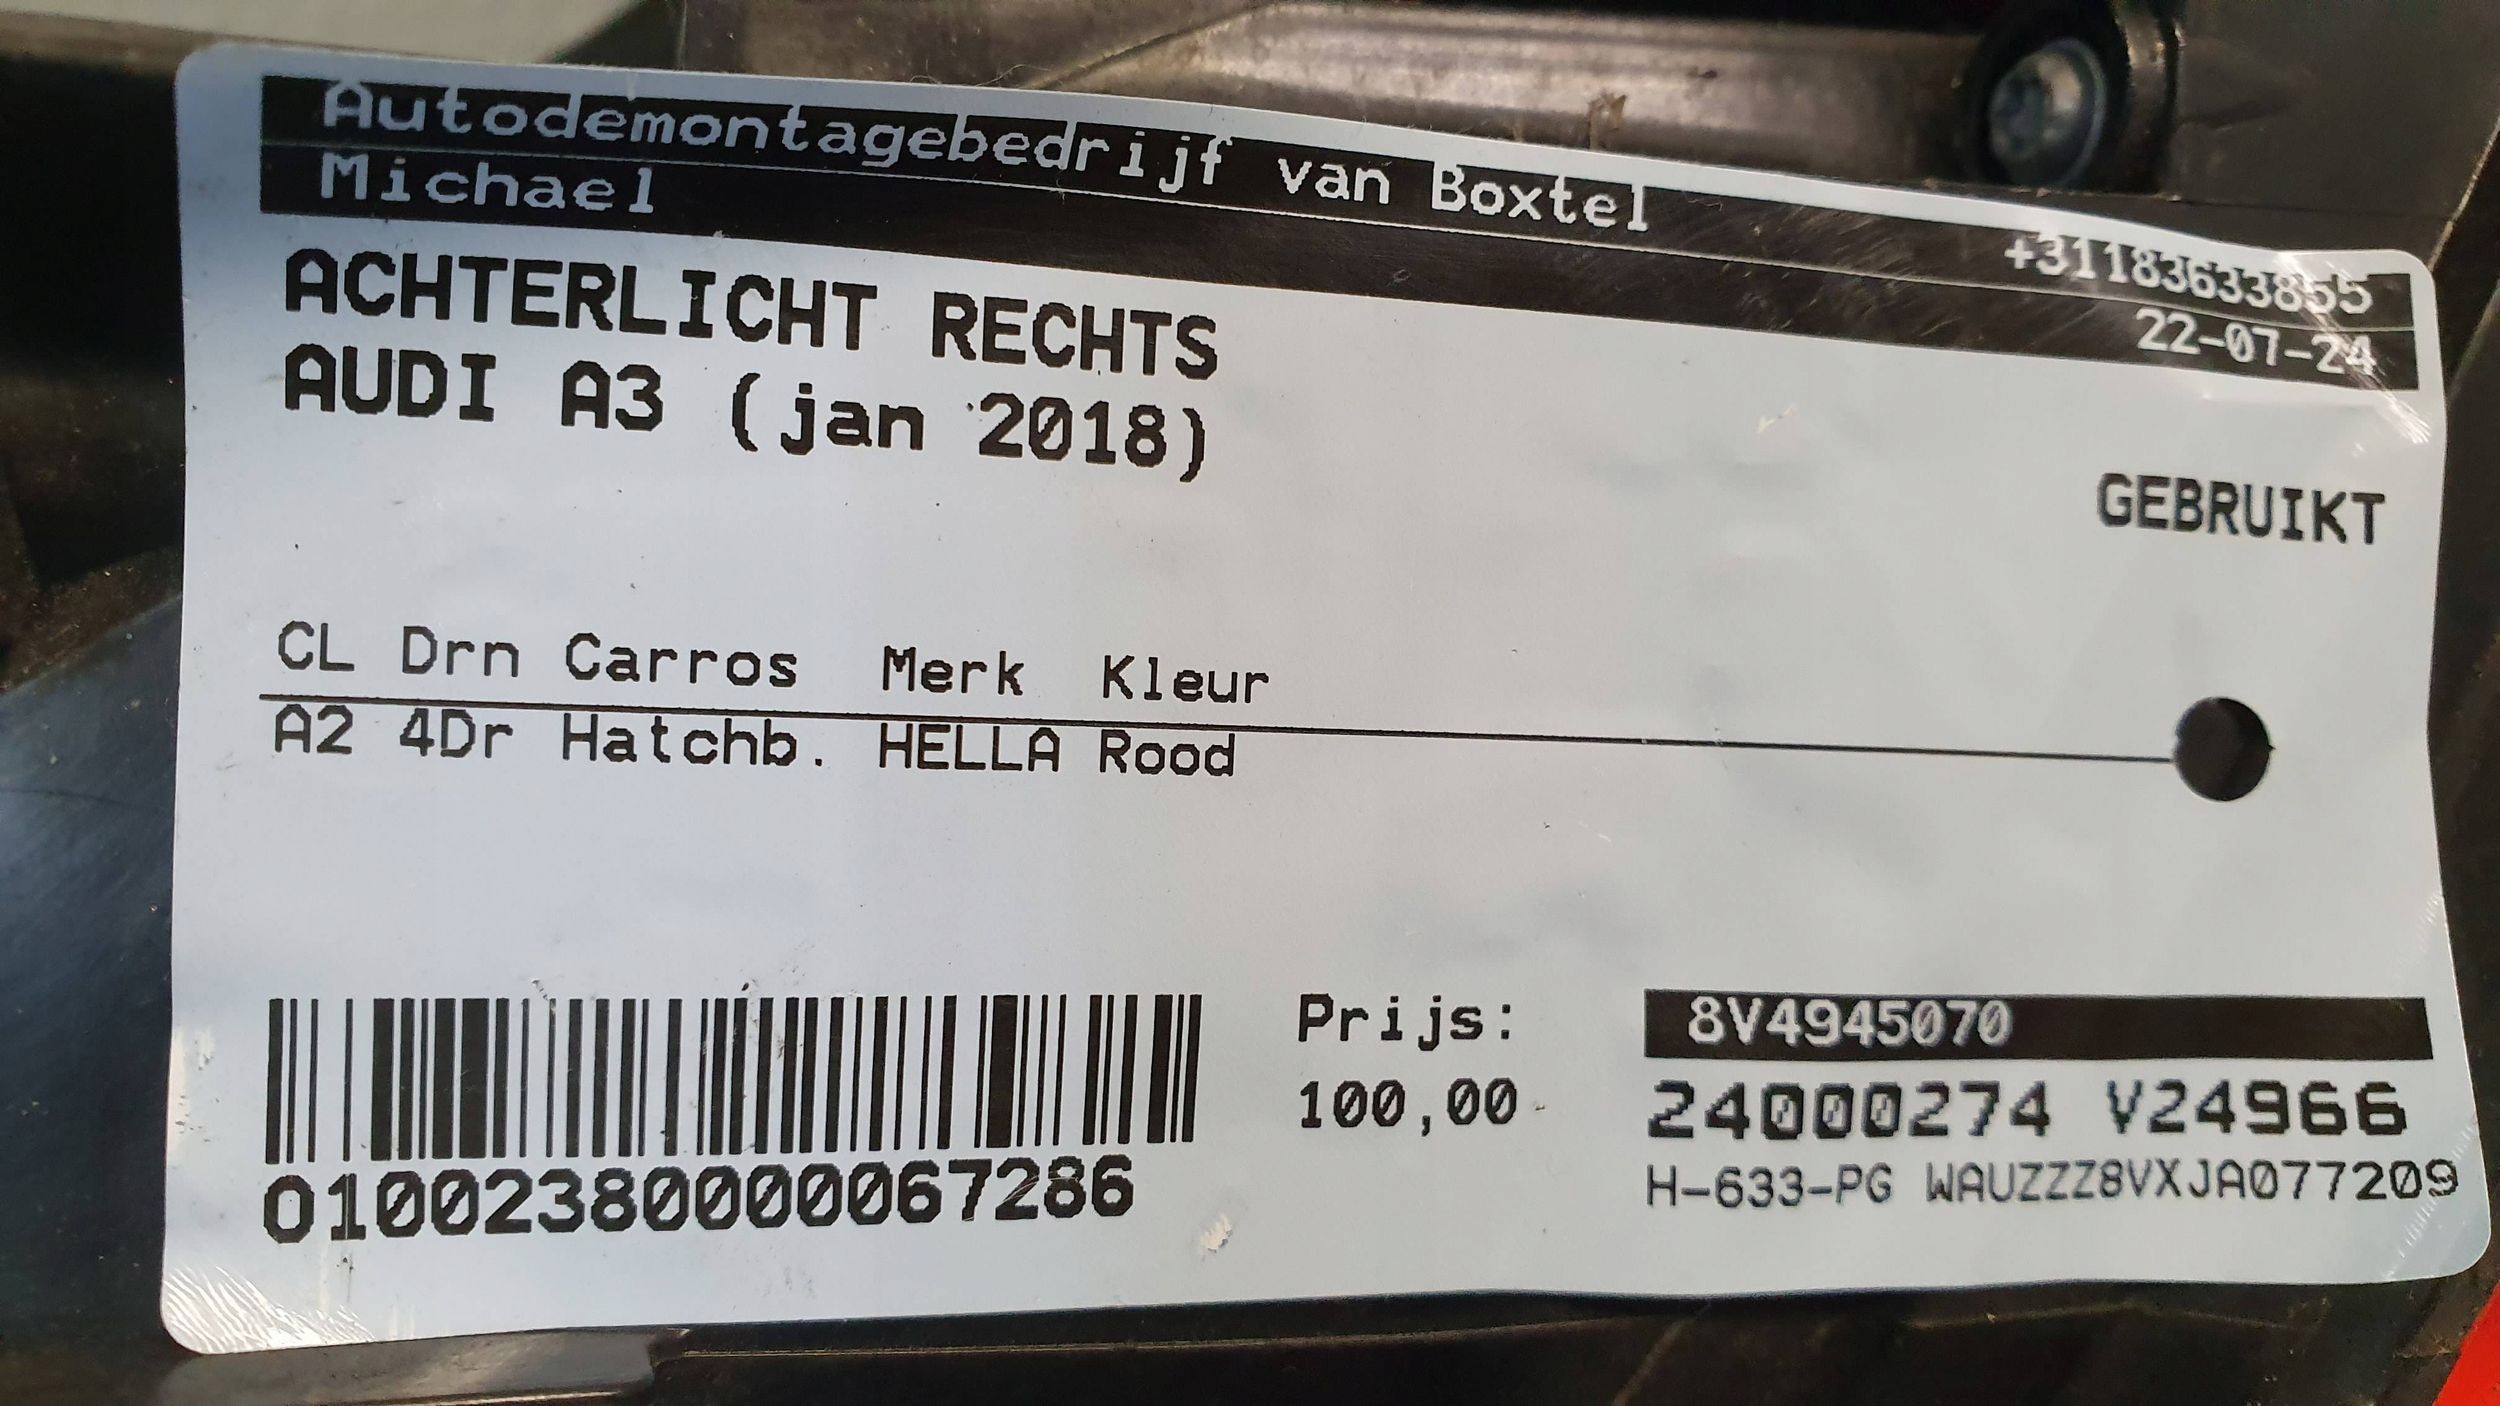 Autodemontagebedrijf van Boxtel +31183633855
Michael 22-07-24
ACHTERLICHT RECHTS
AUDI A3 (jan 2018)
GEBRUIKT
CL Drn Carros Merk Kleur
A2 4Dr Hatchb. HELLA Rood
Prijs: 8V4945070
100,00 24000274 V24966
O10023800000067286 H-633-PG WAUZZZ8VXJA077209